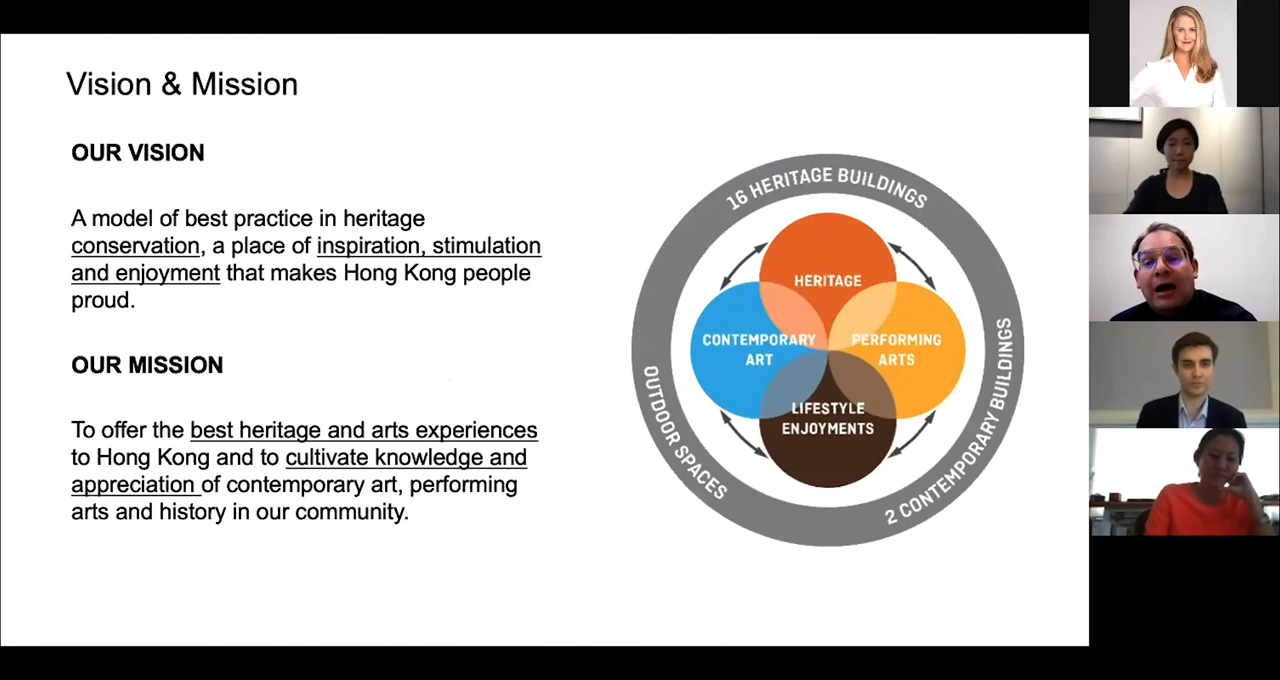 Vision & Mission
OUR VISION
A model of best practice in heritage
conservation, a place of inspiration, stimulation
and enjoyment that makes Hong Kong people
proud.
OUR MISSION
To offer the best heritage and arts experiences
to Hong Kong and to cultivate knowledge and
appreciation of contemporary art, performing
arts and history in our community.
16 HERITAGE BUILDINGS
HERITAGE
CONTEMPORARY
ART
PERFORMING
ARTS
LIFESTYLE
ENJOYMENTS
OUTDOOR SPACES
2 CONTEMPORARY BUILDINGS